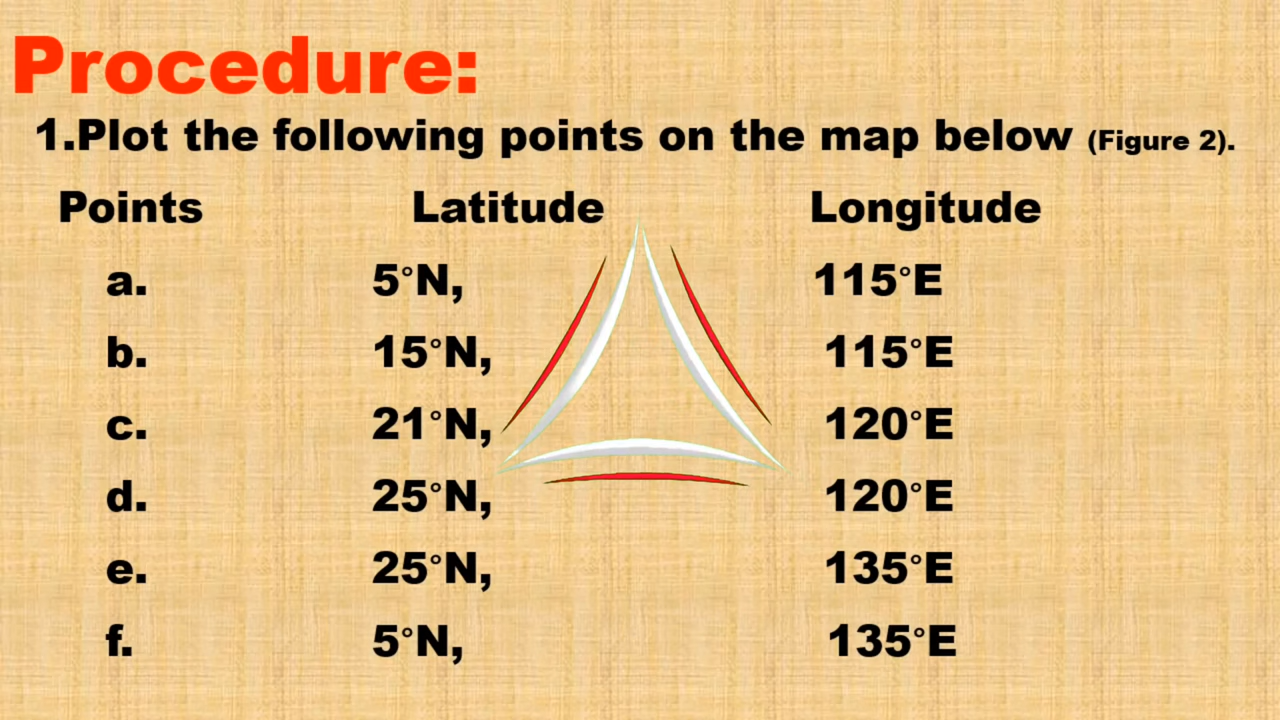 Procedure:
1.Plot the following points on the map below (Figure 2).
Points Latitude Longitude
a. 5°N, 115°E
b. 15°N, 115°E
c. 21°N, 120°E
d. 25°N, 120°E
e. 25°N, 135°E
f. 5°N, 135°E